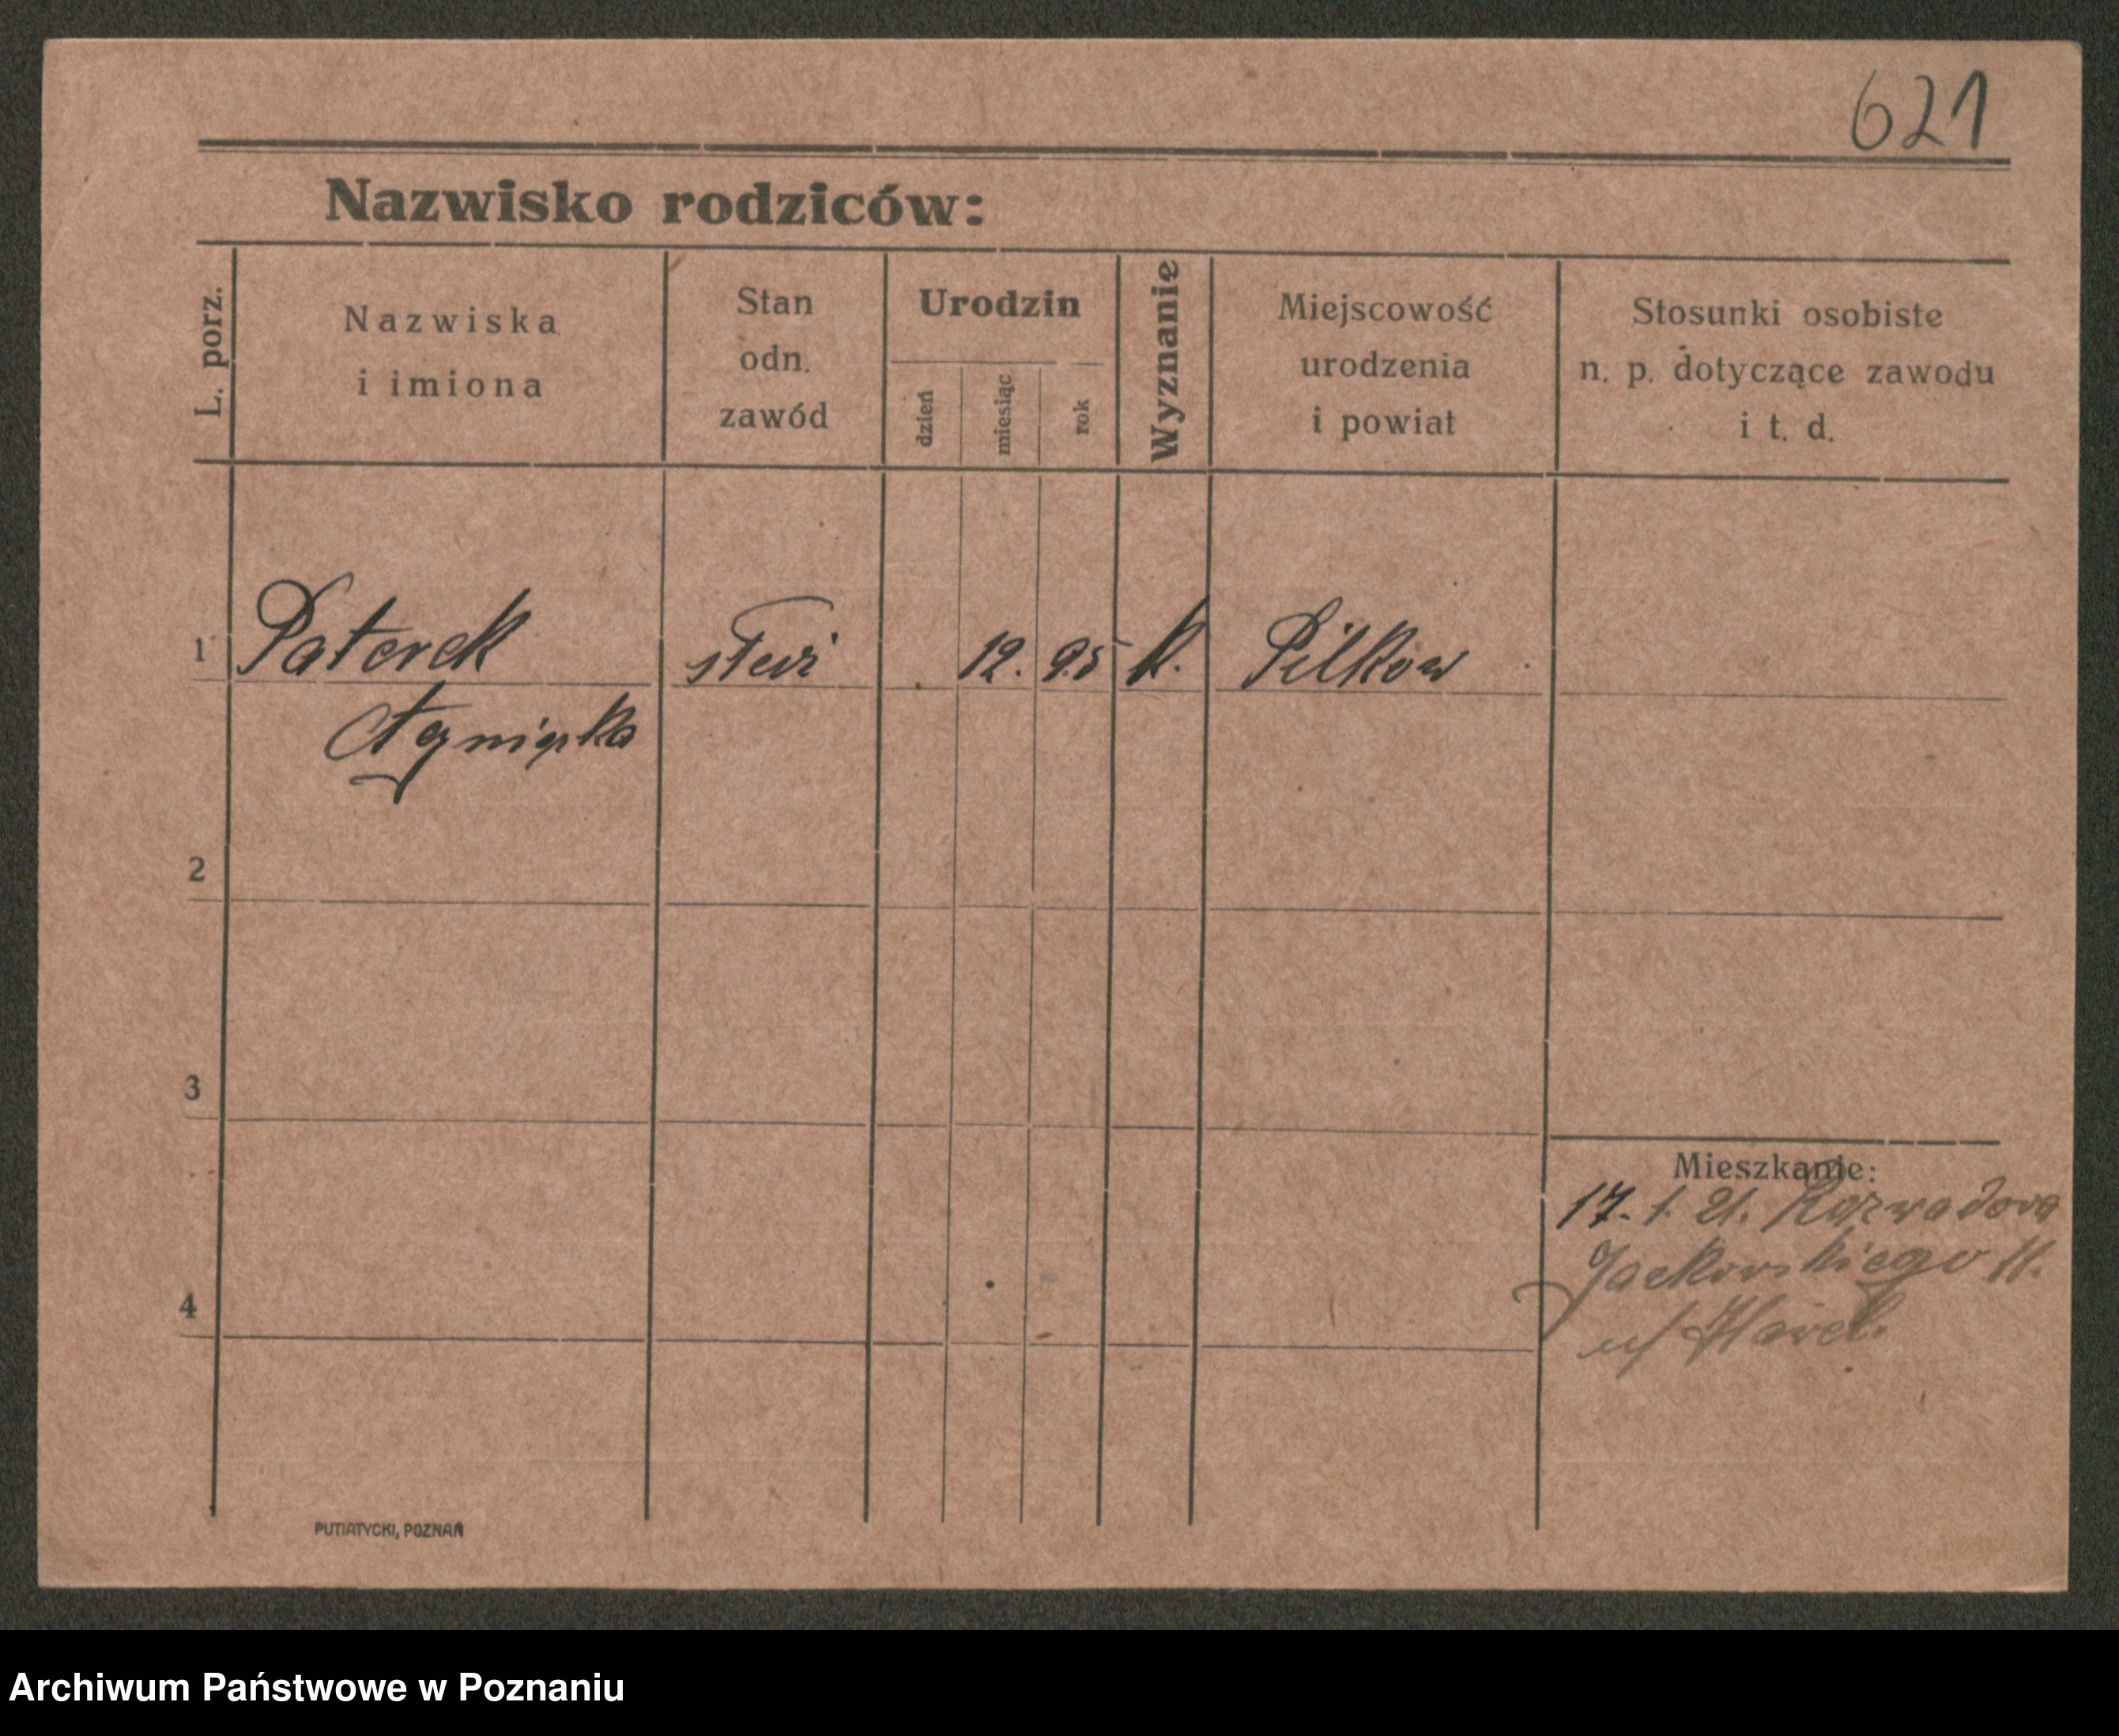 621
Nazwisko rodziców:
L. porz.
Nazwiska
i imiona
Stan
odn.
zawód
Urodzin
dzień
miesiąc
rok
Wyznanie
Miejscowość
urodzenia
i powiat
Stosunki osobiste
n. p. dotyczące zawodu
i t. d.
1 Paterek 12. 95 k. Pilków
Agnieszka
2
3
Mieszkanie:
17. 1. 21.
Jackowskiego 11.
4
PUTIATYCKI, POZNAŃ
Archiwum Państwowe w Poznaniu